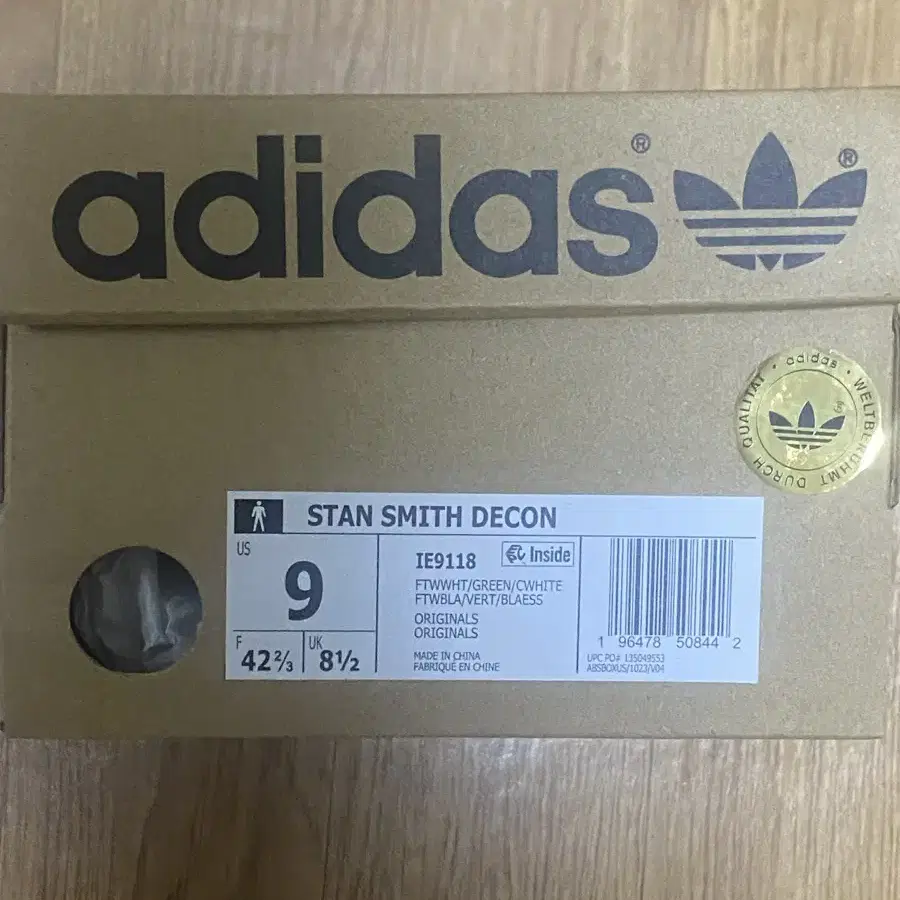 adidas®
®
· adidas ·
WELTBERÜHMT DURCH QUALITÄT
STAN SMITH DECON
US
9
F
42⅔
UK
8½
IE9118
Inside
FTWWHT/GREEN/CWHITE
FTWBLA/VERT/BLAESS
ORIGINALS
ORIGINALS
MADE IN CHINA
FABRIQUÉ EN CHINE
1 96478 50844 2
UPC PO# 135049553
ABSBOXUS/1023/V04